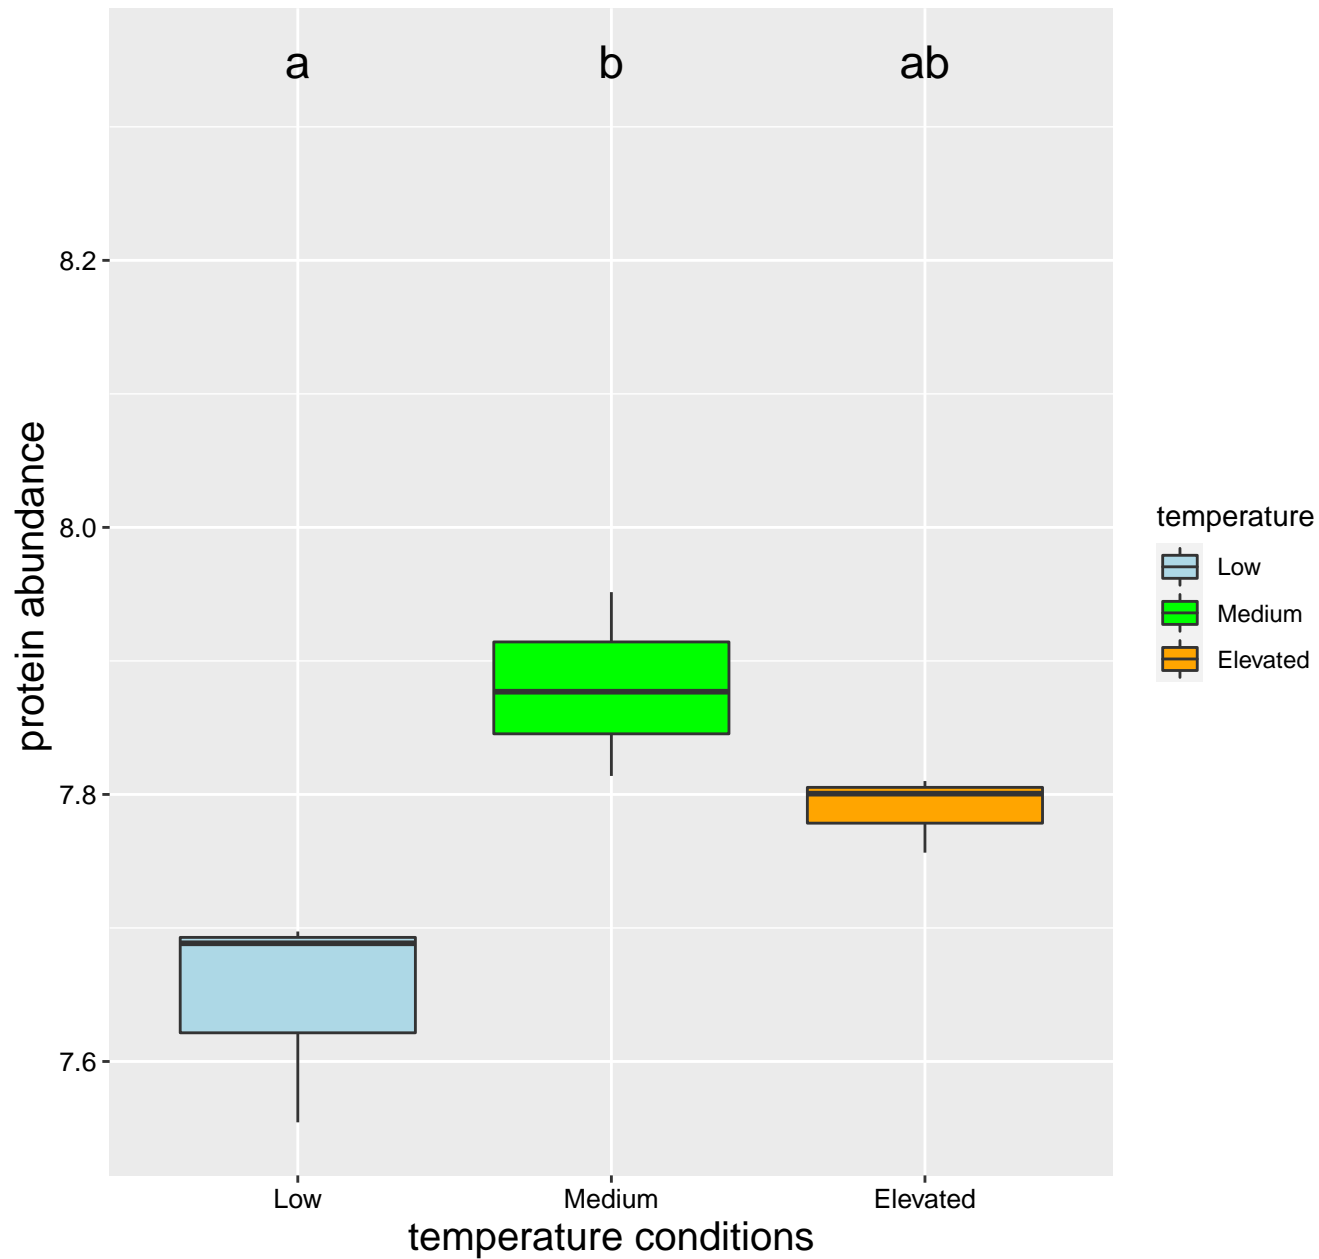 a b ab
8.2
8.0
7.8
7.6
protein abundance
Low Medium Elevated
temperature conditions
temperature
Low
Medium
Elevated